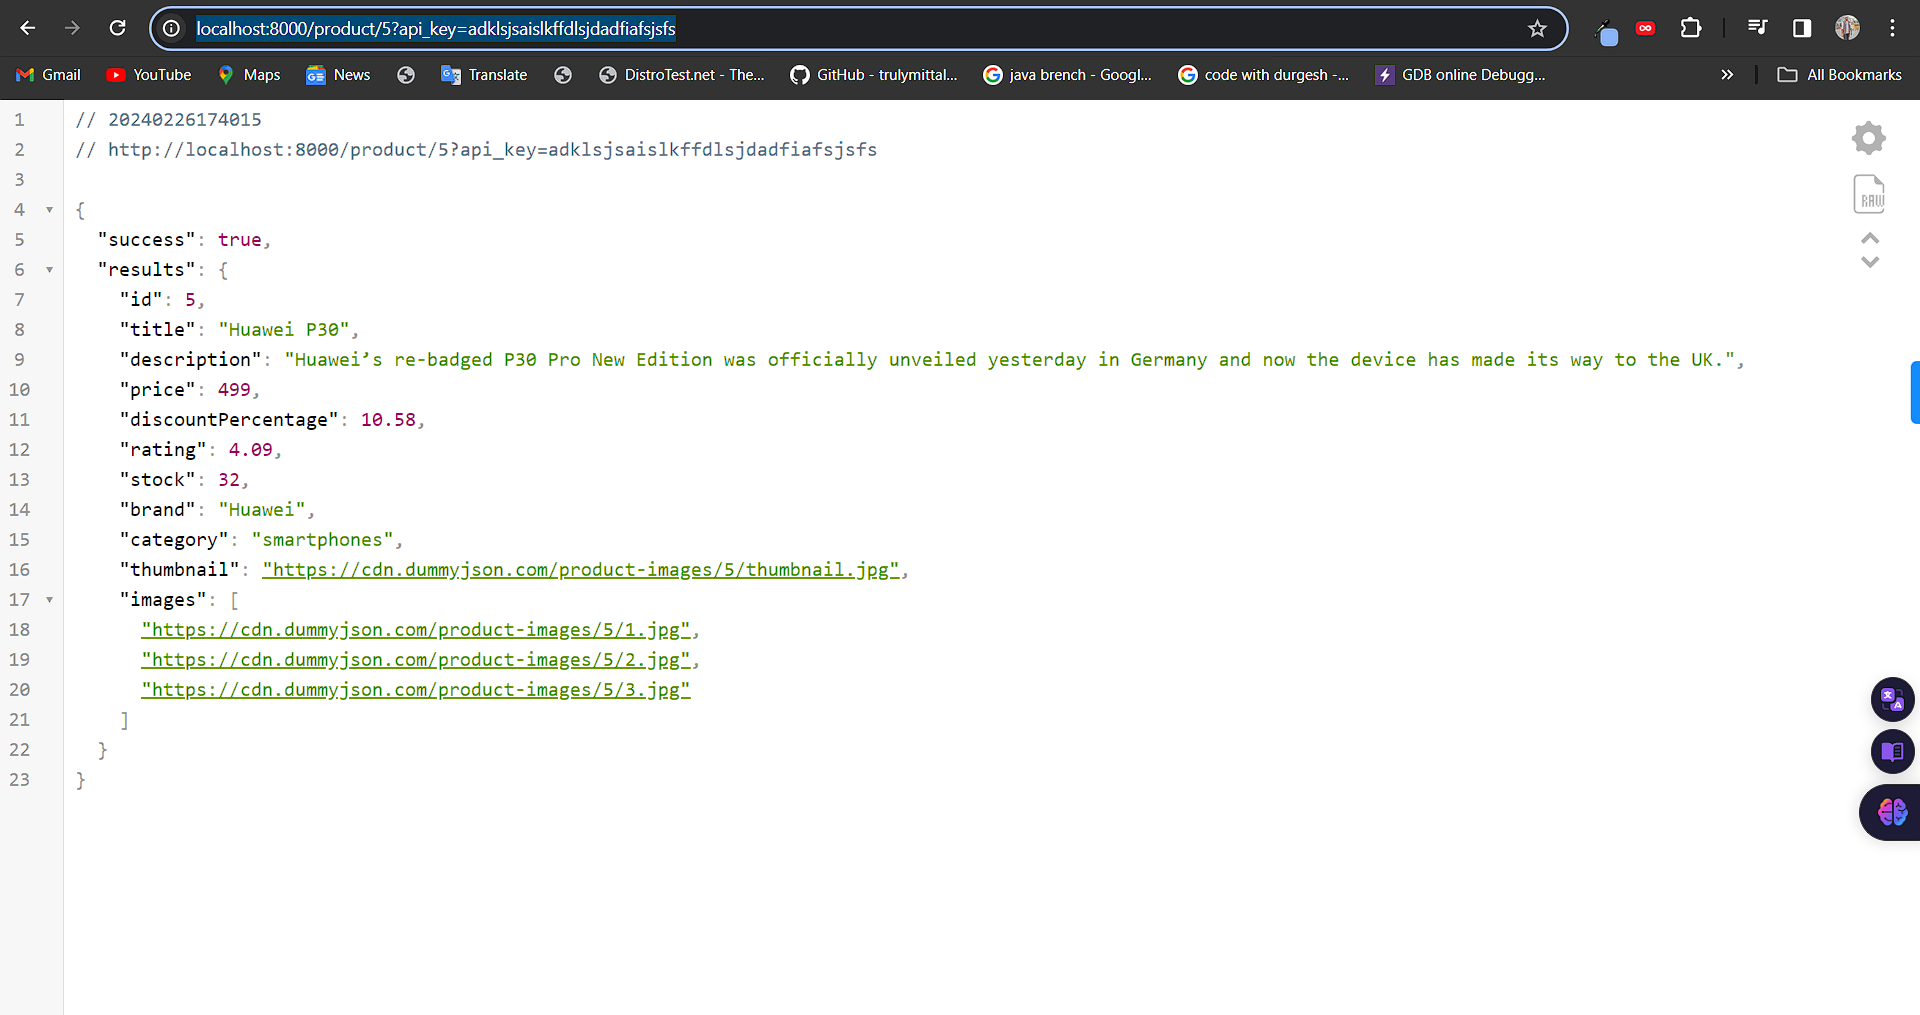 localhost:8000/product/5?api_key=adklsjsaislkffdlsjdadfiafsjsfs
Gmail YouTube Maps News Translate DistroTest.net - The... GitHub - trulymittal... java brench - Googl... code with durgesh -... GDB online Debugg... » All Bookmarks
1 // 20240226174015
2 // http://localhost:8000/product/5?api_key=adklsjsaislkffdlsjdadfiafsjsfs
3
4 {
5 "success": true,
6 "results": {
7 "id": 5,
8 "title": "Huawei P30",
9 "description": "Huawei’s re-badged P30 Pro New Edition was officially unveiled yesterday in Germany and now the device has made its way to the UK.",
10 "price": 499,
11 "discountPercentage": 10.58,
12 "rating": 4.09,
13 "stock": 32,
14 "brand": "Huawei",
15 "category": "smartphones",
16 "thumbnail": "https://cdn.dummyjson.com/product-images/5/thumbnail.jpg",
17 "images": [
18 "https://cdn.dummyjson.com/product-images/5/1.jpg",
19 "https://cdn.dummyjson.com/product-images/5/2.jpg",
20 "https://cdn.dummyjson.com/product-images/5/3.jpg"
21 ]
22 }
23 }
RAW